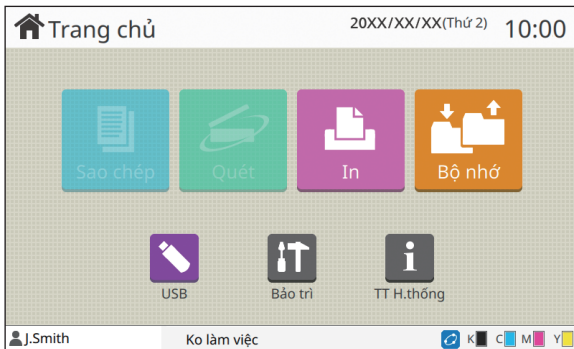 Trang chủ
20XX/XX/XX(Thứ 2)
10:00
Sao chép
Quét
In
Bộ nhớ
USB
Bảo trì
TT H.thống
J.Smith
Ko làm việc
K C M Y